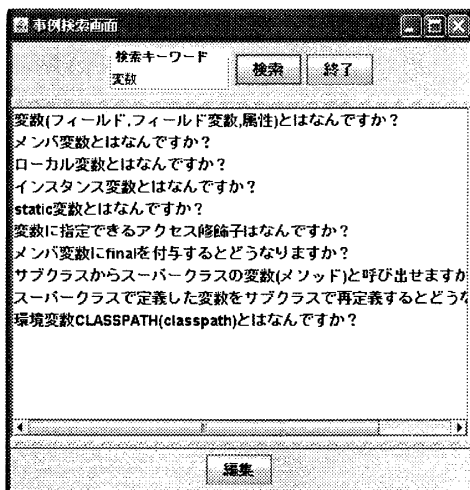 事例検索画面
検索キーワード
変数
検索
終了
変数(フィールド,フィールド変数,属性)とはなんですか？
メンバ変数とはなんですか？
ローカル変数とはなんですか？
インスタンス変数とはなんですか？
static変数とはなんですか？
変数に指定できるアクセス修飾子はなんですか？
メンバ変数にfinalを付与するとどうなりますか？
サブクラスからスーパークラスの変数(メソッド)と呼び出せますか
スーパークラスで定義した変数をサブクラスで再定義するとどうな
環境変数CLASSPATH(classpath)とはなんですか？
編集